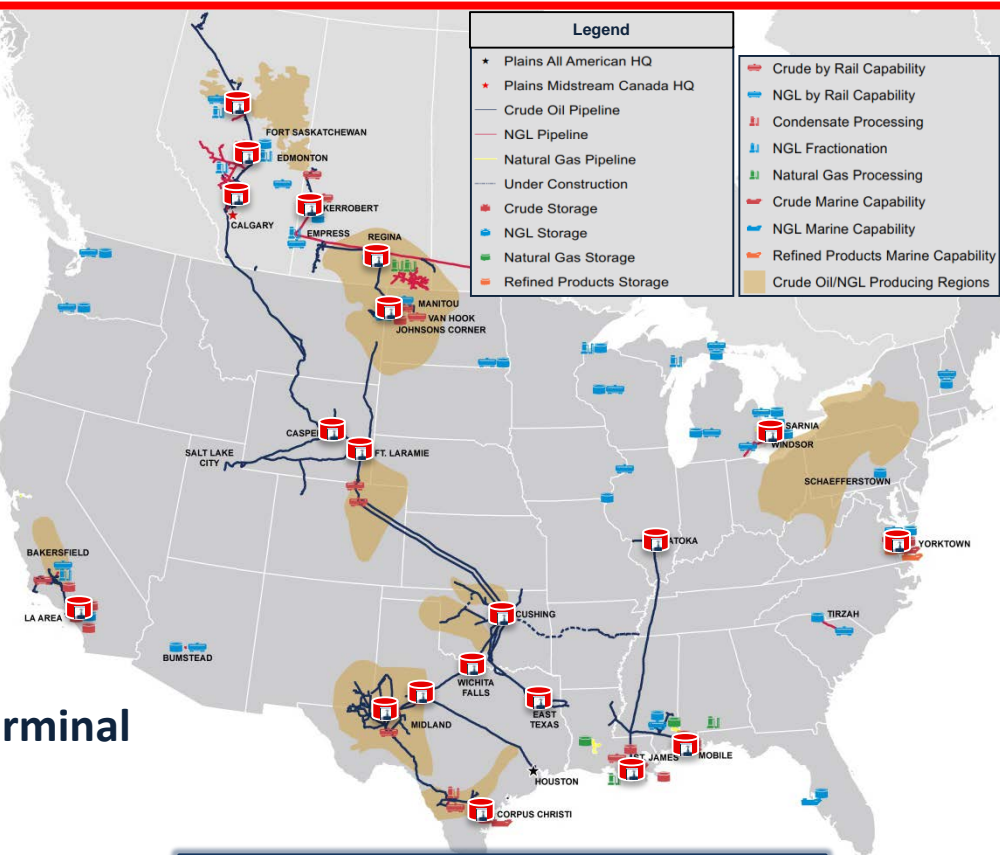 Legend
Plains All American HQ
Plains Midstream Canada HQ
Crude Oil Pipeline
NGL Pipeline
Natural Gas Pipeline
Under Construction
Crude Storage
NGL Storage
Natural Gas Storage
Refined Products Storage
Crude by Rail Capability
NGL by Rail Capability
Condensate Processing
NGL Fractionation
Natural Gas Processing
Crude Marine Capability
NGL Marine Capability
Refined Products Marine Capability
Crude Oil/NGL Producing Regions
FORT SASKATCHEWAN
EDMONTON
KERROBERT
CALGARY
EMPRESS
REGINA
MANITOU
VAN HOOK
JOHNSONS CORNER
CASPE
SALT LAKE
CITY
FT. LARAMIE
SARNIA
WINDSOR
SCHAEFFERSTOWN
YORKTOWN
ATOKA
BAKERSFIELD
LA AREA
BUMSTEAD
CUSHING
TIRZAH
WICHITA
FALLS
EAST
TEXAS
MIDLAND
rminal
ST. JAMES
MOBILE
HOUSTON
CORPUS CHRISTI